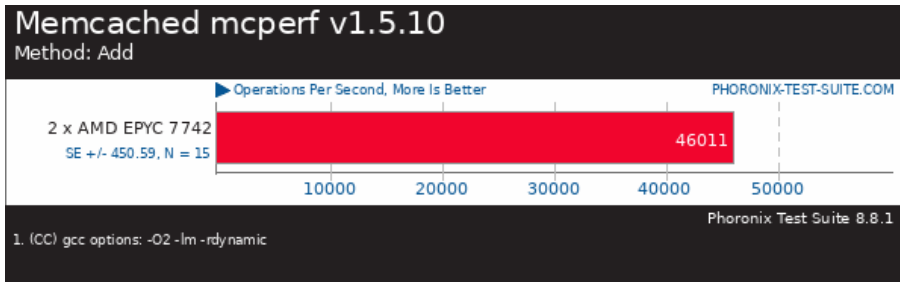 Memcached mcperf v1.5.10
Method: Add
Operations Per Second, More Is Better
PHORONIX-TEST-SUITE.COM
2 x AMD EPYC 7742
46011
SE +/- 450.59, N = 15
10000 20000 30000 40000 50000
Phoronix Test Suite 8.8.1
1. (CC) gcc options: -O2 -lm -rdynamic